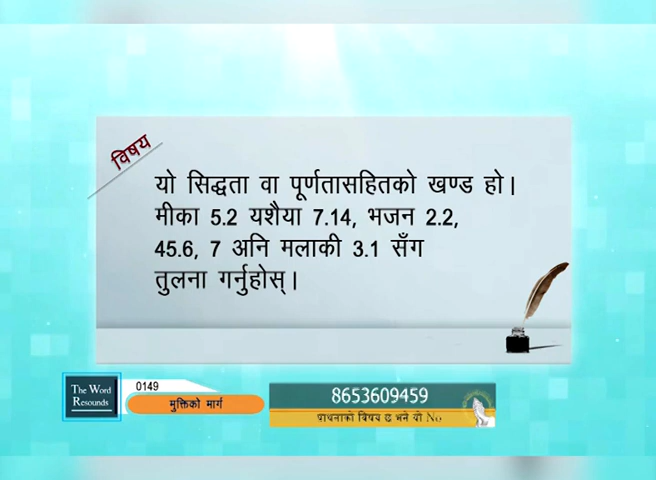 विषय
यो सिद्धता वा पूर्णतासहितको खण्ड हो।
मीका 5.2 यशैया 7.14, भजन 2.2,
45.6, 7 अनि मलाकी 3.1 सँग
तुलना गर्नुहोस्।
The Word
Resounds
0149
मुक्तिको मार्ग
8653609459
प्राथनाको विषय छ भने यो No